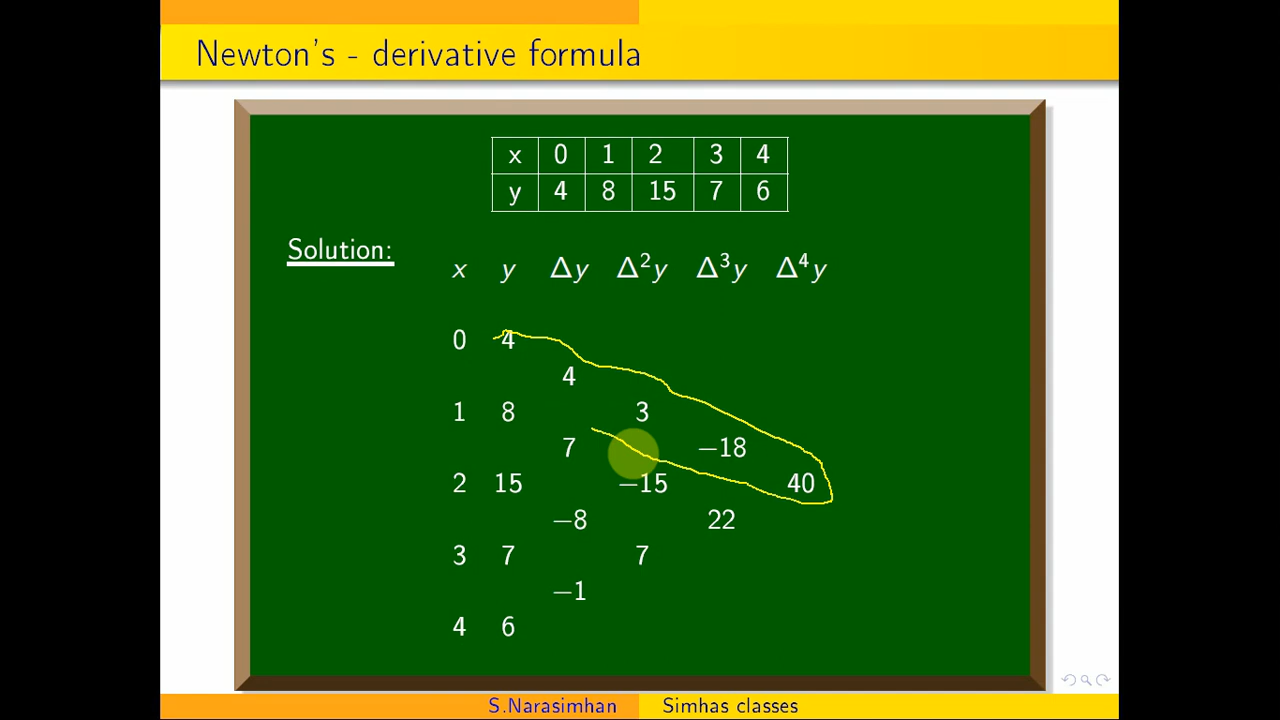 Newton's - derivative formula
x 0 1 2 3 4
y 4 8 15 7 6
Solution:
x y Δy Δ²y Δ³y Δ⁴y
0 4
4
1 8 3
7 −18
2 15 −15 40
−8 22
3 7 7
−1
4 6
S.Narasimhan Simhas classes